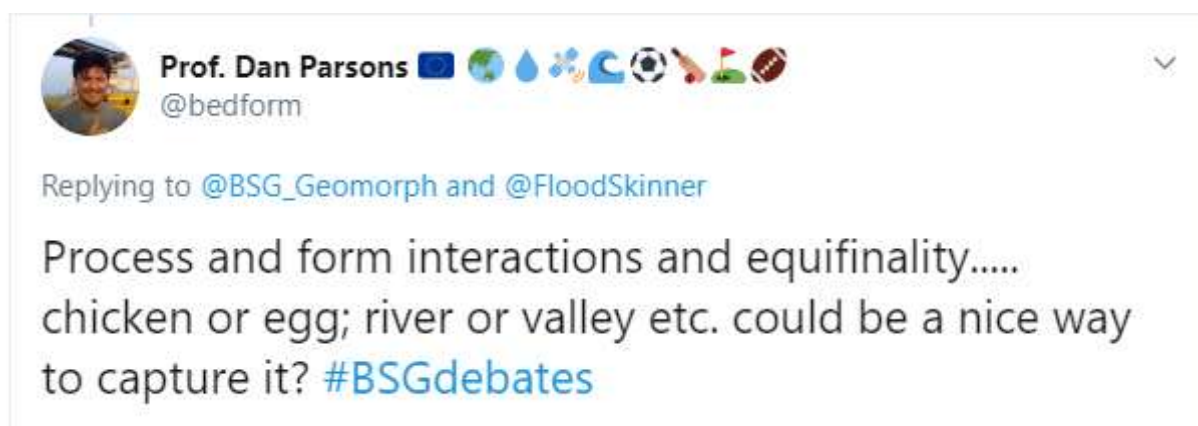 Prof. Dan Parsons 🇪🇺 🌏 💧 🛰️ 🌊 ⚽ 🏏 ⛳ 🏈
@bedform
Replying to @BSG_Geomorph and @FloodSkinner
Process and form interactions and equifinality.....
chicken or egg; river or valley etc. could be a nice way
to capture it? #BSGdebates